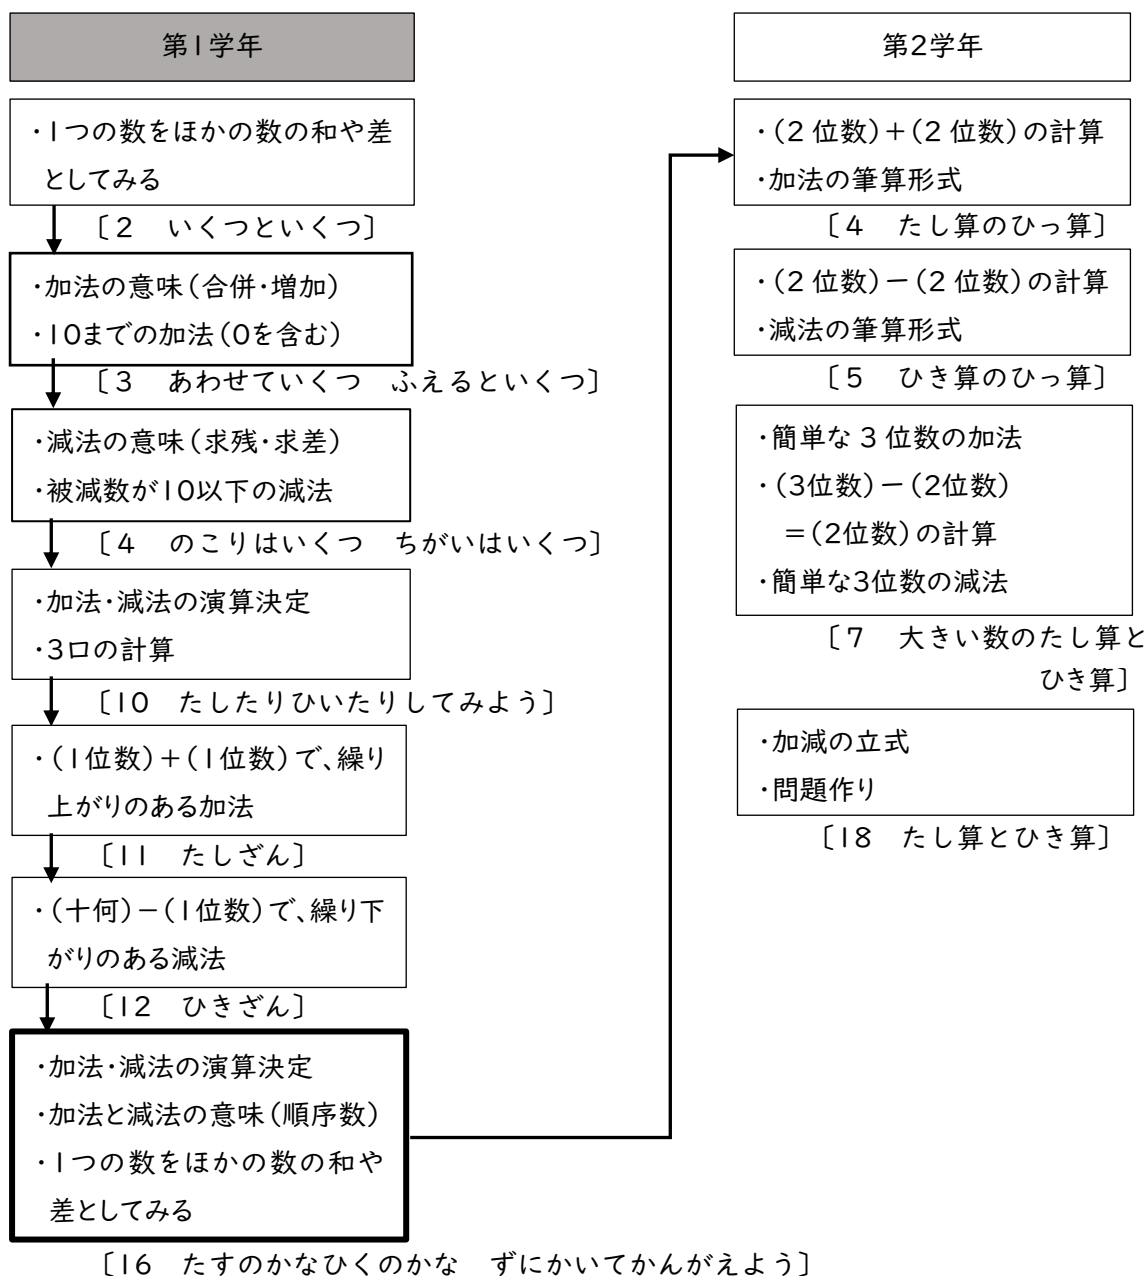 第1学年
・1つの数をほかの数の和や差
としてみる
〔2　いくつといくつ〕
・加法の意味(合併・増加)
・10までの加法(0を含む)
〔3　あわせていくつ　ふえるといくつ〕
・減法の意味(求残・求差)
・被減数が10以下の減法
〔4　のこりはいくつ　ちがいはいくつ〕
・加法・減法の演算決定
・3口の計算
〔10　たしたりひいたりしてみよう〕
・(1位数)+(1位数)で、繰り
上がりのある加法
〔11　たしざん〕
・(十何)-(1位数)で、繰り下
がりのある減法
〔12　ひきざん〕
・加法・減法の演算決定
・加法と減法の意味(順序数)
・1つの数をほかの数の和や
差としてみる
〔16　たすのかなひくのかな　ずにかいてかんがえよう〕
第2学年
・(2位数)+(2位数)の計算
・加法の筆算形式
〔4　たし算のひっ算〕
・(2位数)ー(2位数)の計算
・減法の筆算形式
〔5　ひき算のひっ算〕
・簡単な3位数の加法
・(3位数)ー(2位数)
=(2位数)の計算
・簡単な3位数の減法
〔7　大きい数のたし算と
ひき算〕
・加減の立式
・問題作り
〔18　たし算とひき算〕